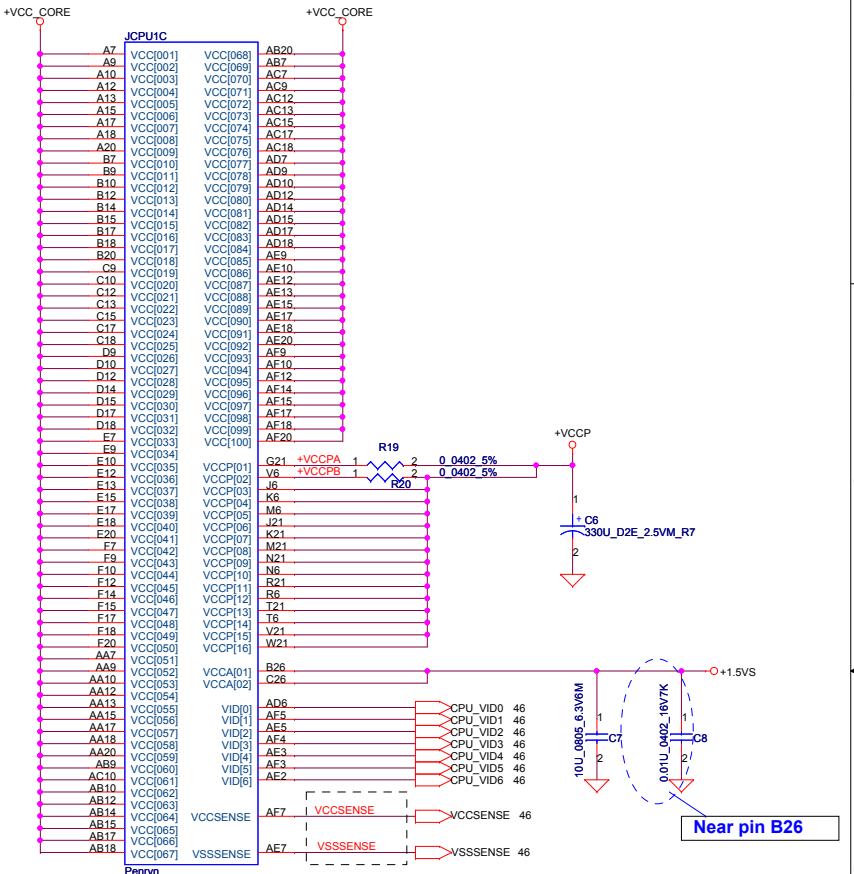 +VCC_CORE +VCC_CORE
JCPU1C
A7 VCC[001] VCC[068] AB20
A9 VCC[002] VCC[069] AB7
A10 VCC[003] VCC[070] AC7
A12 VCC[004] VCC[071] AC9
A13 VCC[005] VCC[072] AC12
A15 VCC[006] VCC[073] AC13
A17 VCC[007] VCC[074] AC15
A18 VCC[008] VCC[075] AC17
A20 VCC[009] VCC[076] AC18
B7 VCC[010] VCC[077] AD7
B9 VCC[011] VCC[078] AD9
B10 VCC[012] VCC[079] AD10
B12 VCC[013] VCC[080] AD12
B14 VCC[014] VCC[081] AD14
B15 VCC[015] VCC[082] AD15
B17 VCC[016] VCC[083] AD17
B18 VCC[017] VCC[084] AD18
B20 VCC[018] VCC[085] AE9
C9 VCC[019] VCC[086] AE10
C10 VCC[020] VCC[087] AE12
C12 VCC[021] VCC[088] AE13
C13 VCC[022] VCC[089] AE15
C15 VCC[023] VCC[090] AE17
C17 VCC[024] VCC[091] AE18
C18 VCC[025] VCC[092] AE20
D9 VCC[026] VCC[093] AF9
D10 VCC[027] VCC[094] AF10
D12 VCC[028] VCC[095] AF12
D14 VCC[029] VCC[096] AF14
D15 VCC[030] VCC[097] AF15
D17 VCC[031] VCC[098] AF17
D18 VCC[032] VCC[099] AF18
E7 VCC[033] VCC[100] AF20
+VCCP
E9 VCC[034] R19
E10 VCC[035] VCCP[01] G21 +VCCPA 1 2 0_0402_5%
E12 VCC[036] VCCP[02] V6 +VCCPB 1 2 0_0402_5%
R20
E13 VCC[037] VCCP[03] J6
E15 VCC[038] VCCP[04] K6 1
E17 VCC[039] VCCP[05] M6
E18 VCC[040] VCCP[06] J21 + C6
E20 VCC[041] VCCP[07] K21 330U_D2E_2.5VM_R7
F7 VCC[042] VCCP[08] M21 2
F9 VCC[043] VCCP[09] N21
F10 VCC[044] VCCP[10] N6
F12 VCC[045] VCCP[11] R21
F14 VCC[046] VCCP[12] R6
F15 VCC[047] VCCP[13] T21
F17 VCC[048] VCCP[14] T6
F18 VCC[049] VCCP[15] V21
F20 VCC[050] VCCP[16] W21
AA7 VCC[051]
AA9 VCC[052] VCCA[01] B26 +1.5VS
AA10 VCC[053] VCCA[02] C26
AA12 VCC[054]
AA13 VCC[055] VID[0] AD6 CPU_VID0 46
AA15 VCC[056] VID[1] AF5 CPU_VID1 46
AA17 VCC[057] VID[2] AE5 CPU_VID2 46
AA18 VCC[058] VID[3] AF4 CPU_VID3 46
AA20 VCC[059] VID[4] AE3 CPU_VID4 46
AB9 VCC[060] VID[5] AF3 CPU_VID5 46
AC10 VCC[061] VID[6] AE2 CPU_VID6 46
10U_0805_6.3V6M 1 C7 2
0.01U_0402_16V7K 1 C8 2
AB10 VCC[062]
AB12 VCC[063]
AB14 VCC[064] VCCSENSE AF7 VCCSENSE VCCSENSE 46
AB15 VCC[065]
Near pin B26
AB17 VCC[066]
AB18 VCC[067] VSSSENSE AE7 VSSSENSE VSSSENSE 46
Penryn